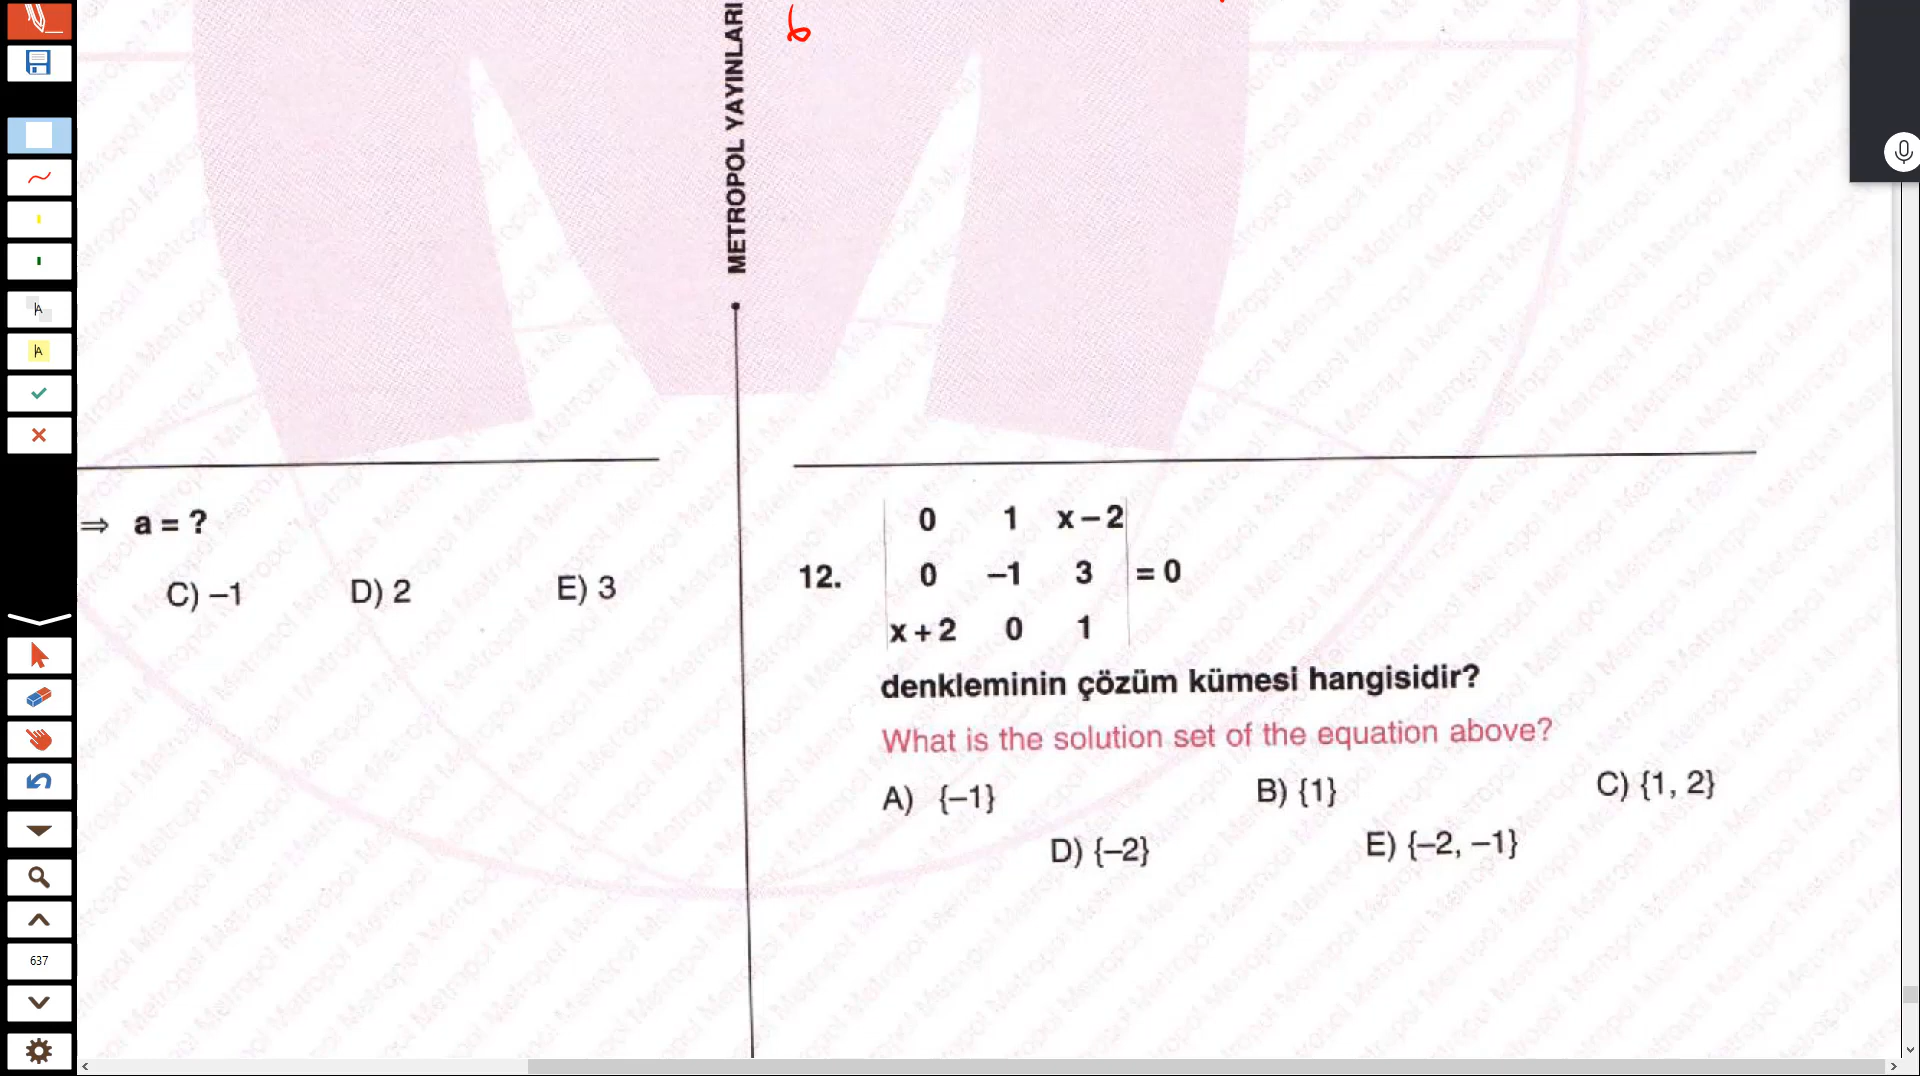 METROPOL YAYINLARI
6
⇒ a = ?
C) –1 D) 2 E) 3
12.
0 1 x – 2
0 –1 3 = 0
x + 2 0 1
denkleminin çözüm kümesi hangisidir?
What is the solution set of the equation above?
A) {–1} B) {1} C) {1, 2}
D) {–2} E) {–2, –1}
A
A
637